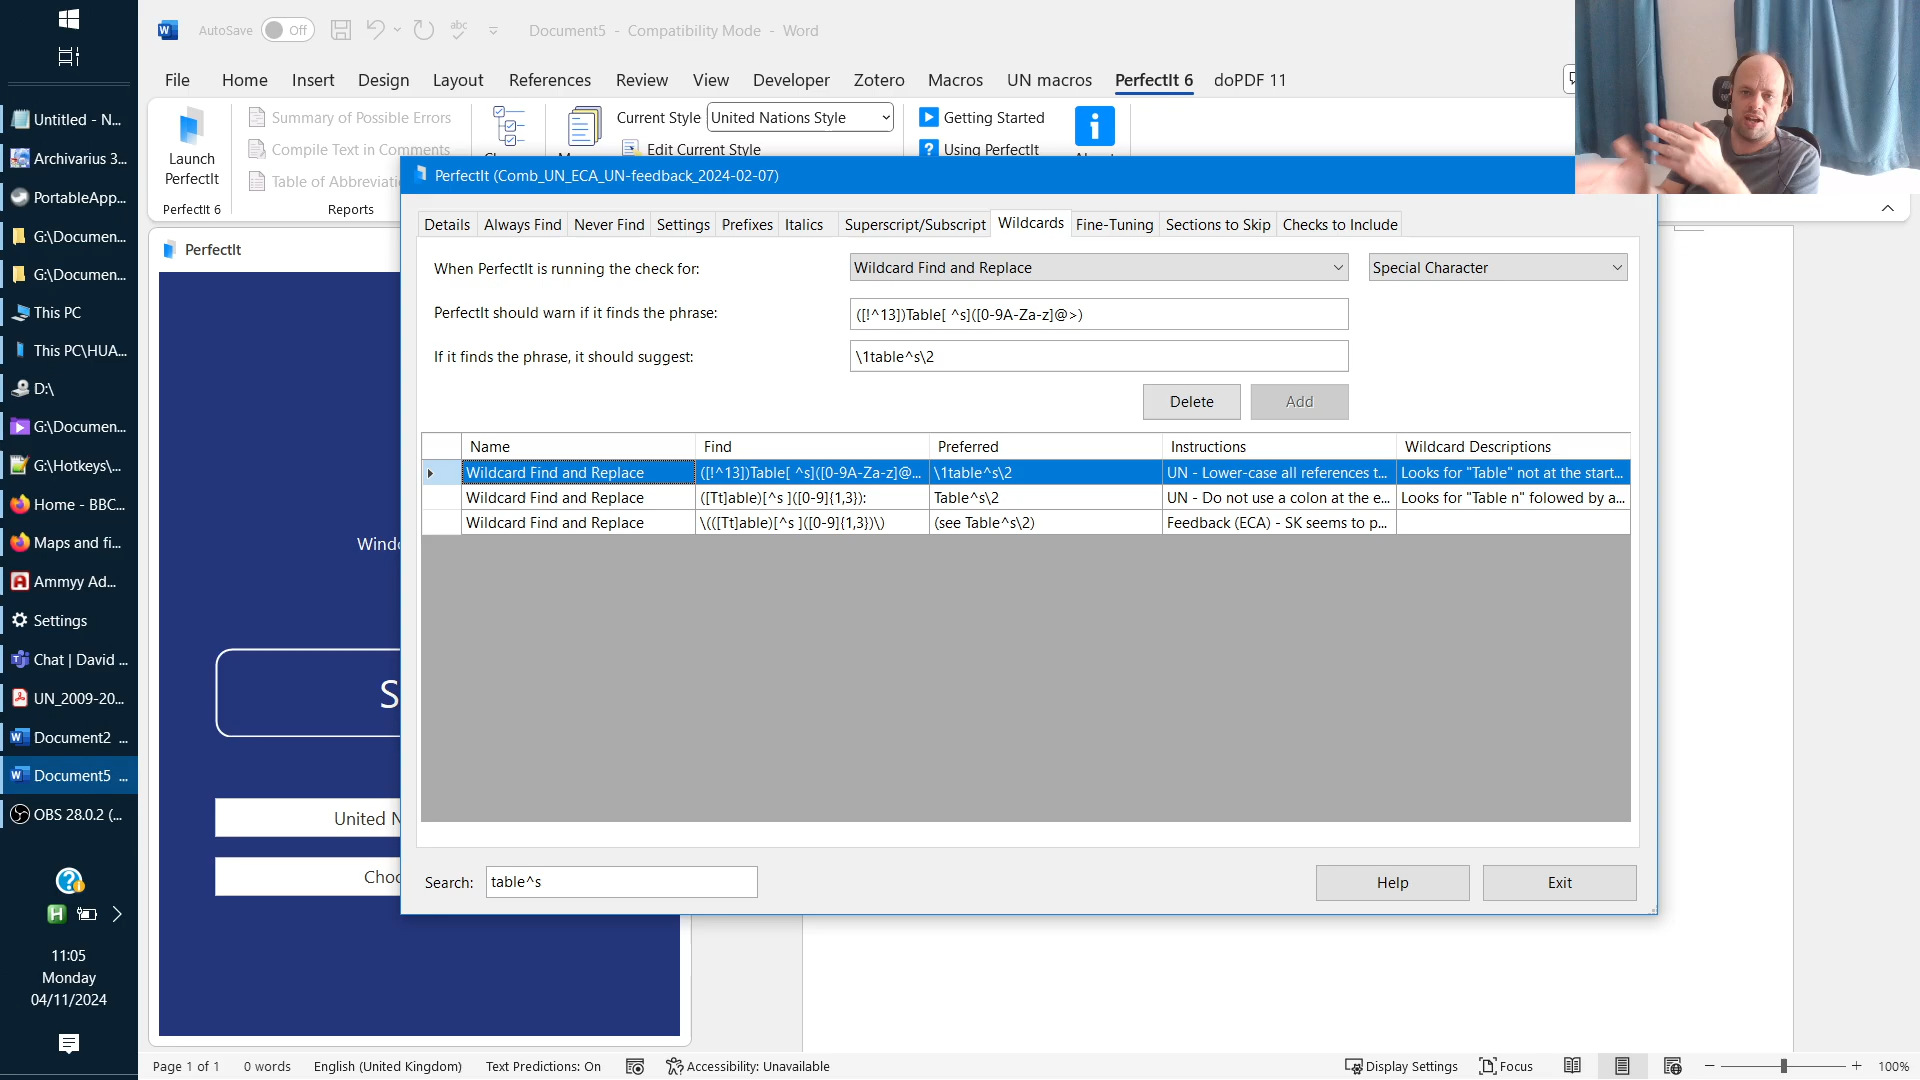 AutoSave Off Document5 - Compatibility Mode - Word
File Home Insert Design Layout References Review View Developer Zotero Macros UN macros PerfectIt 6 doPDF 11
Launch PerfectIt
PerfectIt 6
Summary of Possible Errors
Compile Text in Comments
Table of Abbreviati
Reports
Current Style United Nations Style
Edit Current Style
Getting Started
Using PerfectIt
Untitled - N...
Archivarius 3...
PortableApp...
G:\Documen...
G:\Documen...
This PC
This PC\HUA...
D:\
G:\Documen...
G:\Hotkeys\...
Home - BBC...
Maps and fi...
Ammyy Ad...
Settings
Chat | David ...
UN_2009-20...
Document2 ...
Document5 ...
OBS 28.0.2 (...
H
11:05
Monday
04/11/2024
PerfectIt
Windo
S
United N
Choo
PerfectIt (Comb_UN_ECA_UN-feedback_2024-02-07)
Details Always Find Never Find Settings Prefixes Italics Superscript/Subscript Wildcards Fine-Tuning Sections to Skip Checks to Include
When PerfectIt is running the check for: Wildcard Find and Replace Special Character
PerfectIt should warn if it finds the phrase: ([!^13])Table[ ^s]([0-9A-Za-z]@>)
If it finds the phrase, it should suggest: \1table^s\2
Delete Add
Name Find Preferred Instructions Wildcard Descriptions
Wildcard Find and Replace ([!^13])Table[ ^s]([0-9A-Za-z]@... \1table^s\2 UN - Lower-case all references t... Looks for "Table" not at the start...
Wildcard Find and Replace ([Tt]able)[^s ]([0-9]{1,3}): Table^s\2 UN - Do not use a colon at the e... Looks for "Table n" folowed by a...
Wildcard Find and Replace \(([Tt]able)[^s ]([0-9]{1,3})\) (see Table^s\2) Feedback (ECA) - SK seems to p...
Search: table^s Help Exit
Page 1 of 1 0 words English (United Kingdom) Text Predictions: On Accessibility: Unavailable Display Settings Focus 100%